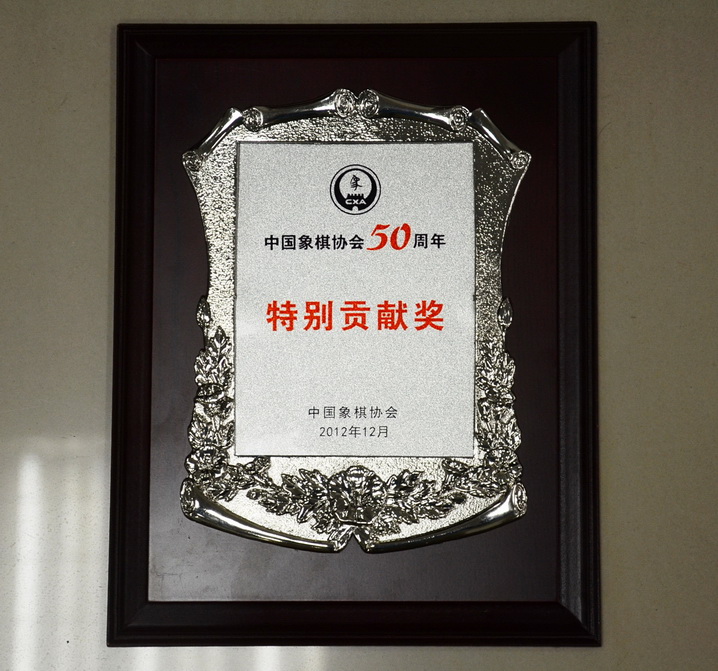 象
CXA
中国象棋协会50周年
特别贡献奖
中国象棋协会
2012年12月